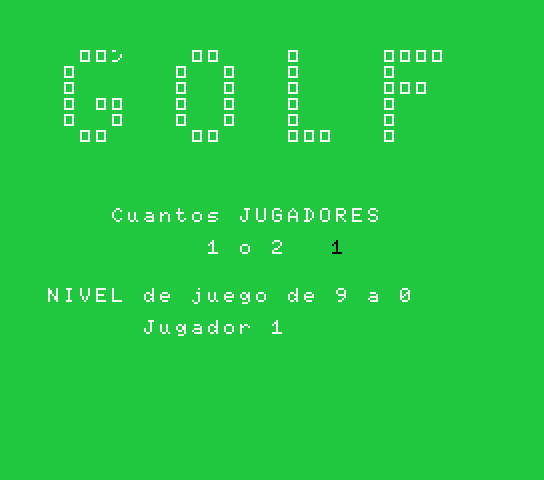 GOLF
Cuantos JUGADORES
1 o 2 1
NIVEL de juego de 9 a 0
Jugador 1